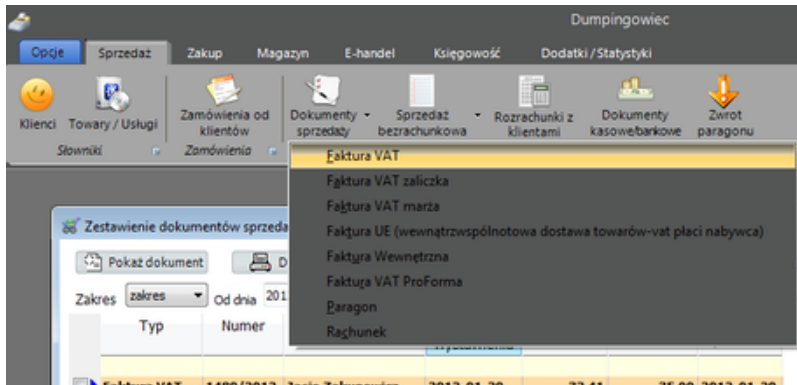 Dumpingowiec
Opcje Sprzedaż Zakup Magazyn E-handel Księgowość Dodatki / Statystyki
Klienci Towary / Usługi Zamówienia od klientów Dokumenty sprzedaży Sprzedaż bezrachunkowa Rozrachunki z klientami Dokumenty kasowe/bankowe Zwrot paragonu
Słowniki Zamówienia
Faktura VAT
Faktura VAT zaliczka
Faktura VAT marża
Faktura UE (wewnątrzwspólnotowa dostawa towarów-vat płaci nabywca)
Faktura Wewnętrzna
Faktura VAT ProForma
Paragon
Rachunek
Zestawienie dokumentów sprzeda
Pokaż dokument D
Zakres zakres Od dnia 201
Typ Numer
Faktura VAT